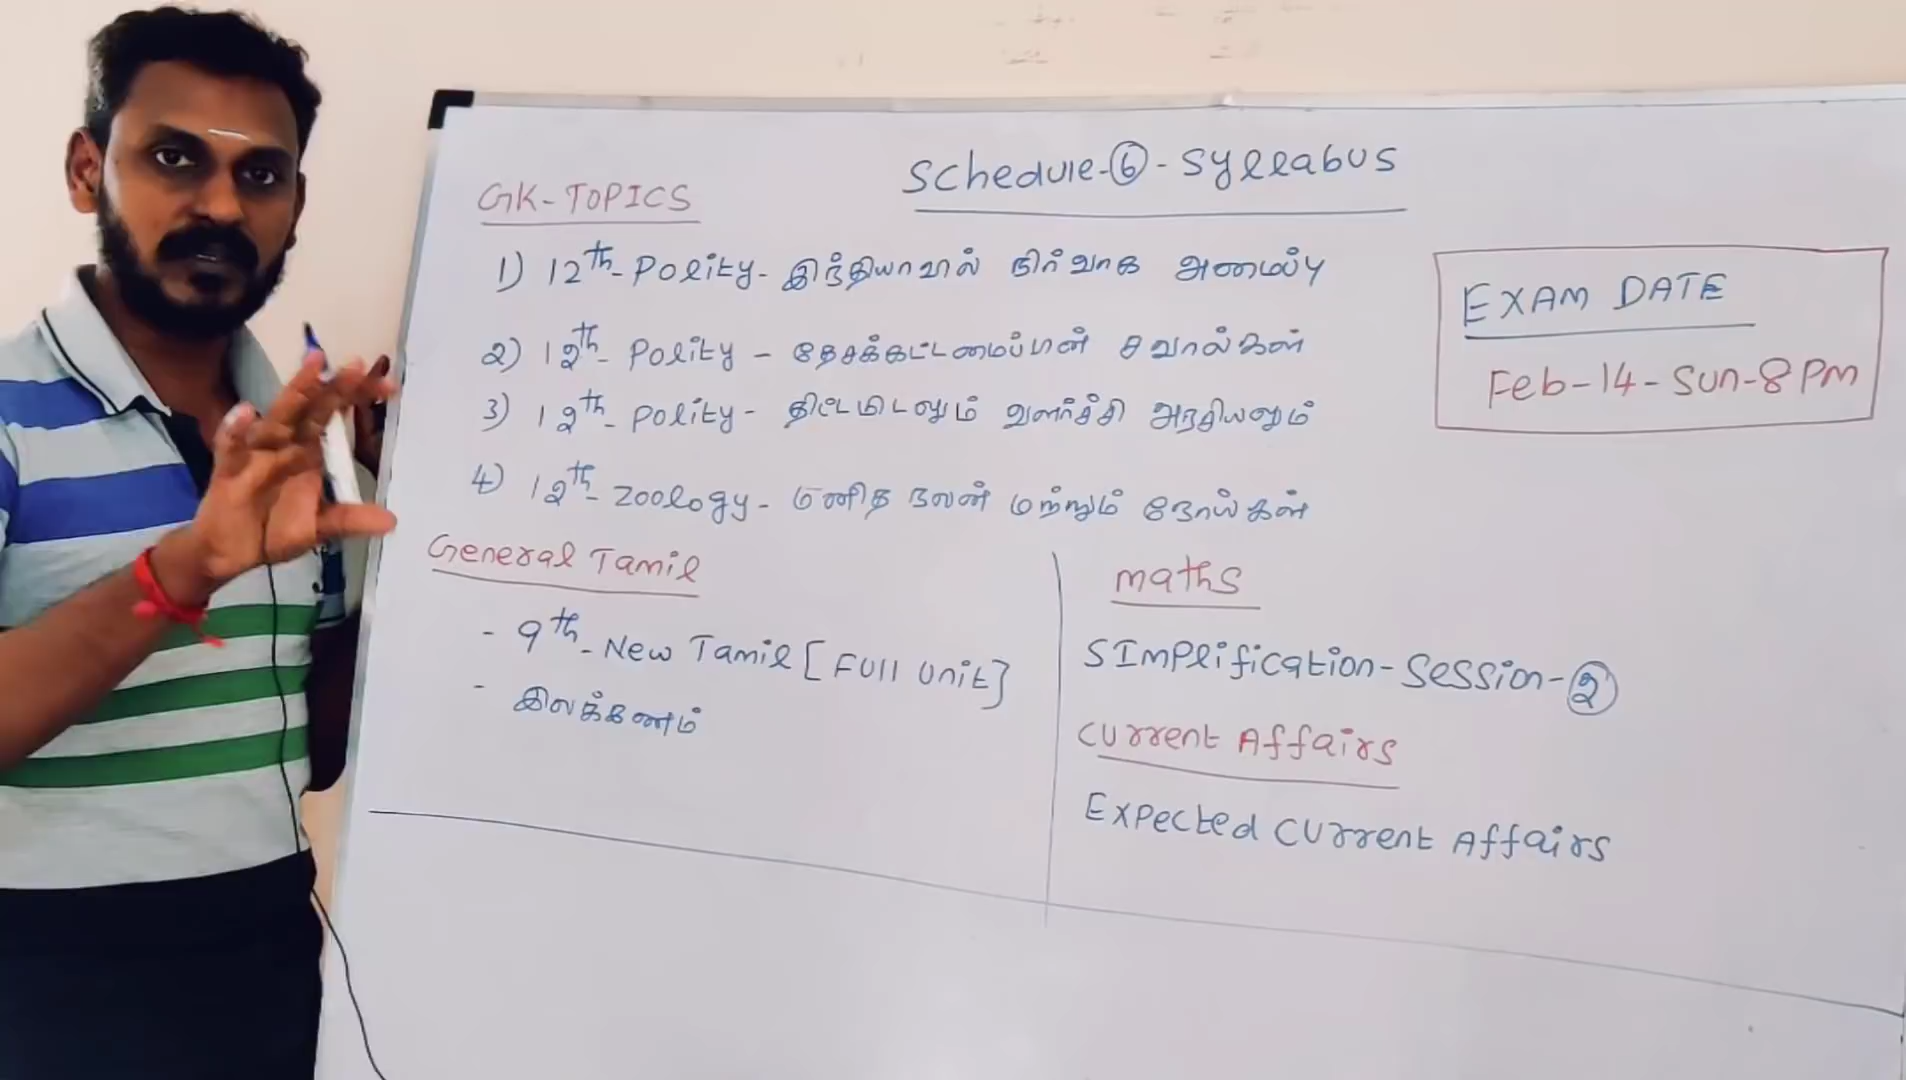 Schedule-6-Syllabus
GK-TOPICS
1) 12th-Polity-இந்தியாவில் நிர்வாக அமைப்பு
2) 12th-Polity-தேசக்கட்டமைப்பின் சவால்கள்
3) 12th-Polity-திட்டமிடலும் வளர்ச்சி அரசியலும்
4) 12th-Zoology-மனித நலன் மற்றும் நோய்கள்
EXAM DATE
Feb-14-Sun-8PM
General Tamil
- 9th-New Tamil [Full Unit]
- இலக்கணம்
maths
SImplification-Session-2
Current Affairs
Expected Current Affairs